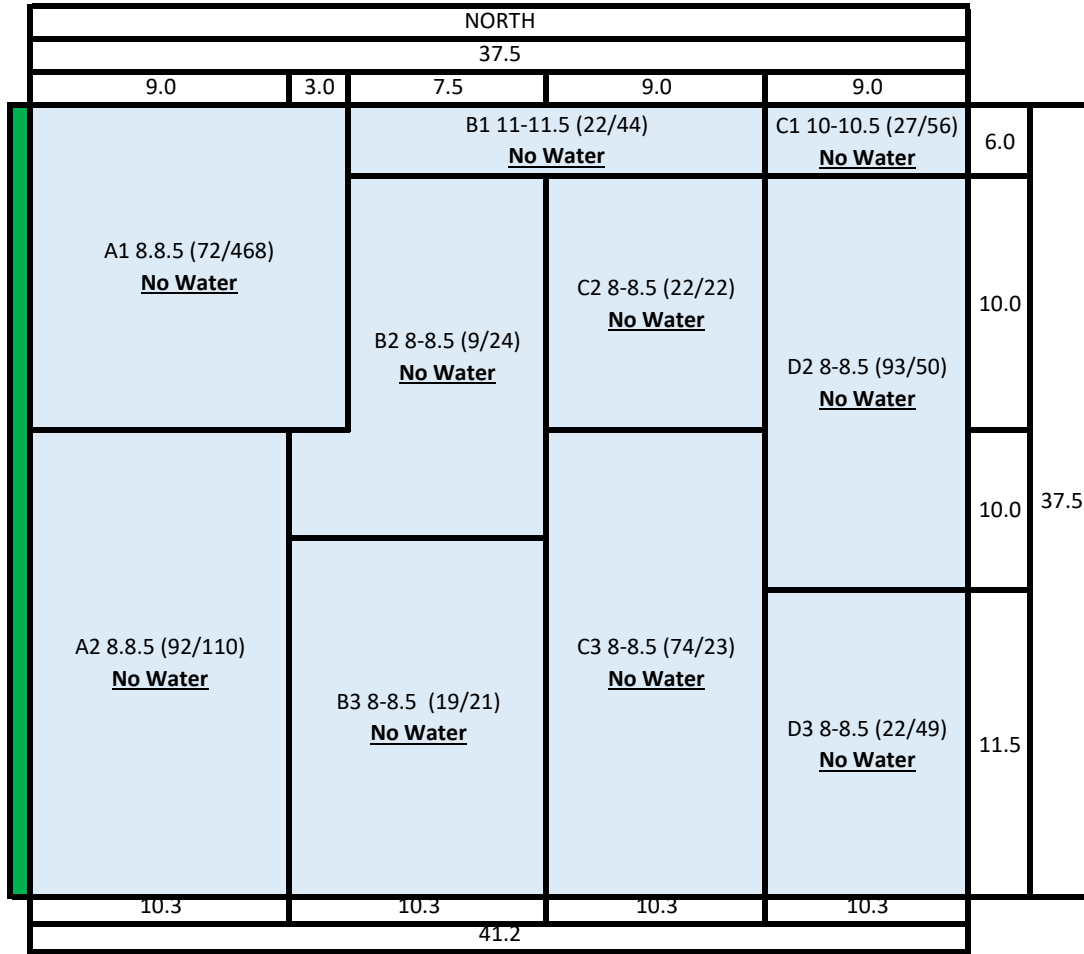 NORTH
37.5
9.0 3.0 7.5 9.0 9.0
B1 11-11.5 (22/44)
No Water
C1 10-10.5 (27/56)
No Water
6.0
A1 8.8.5 (72/468)
No Water
C2 8-8.5 (22/22)
No Water
10.0
B2 8-8.5 (9/24)
No Water
D2 8-8.5 (93/50)
No Water
10.0
37.5
A2 8.8.5 (92/110)
No Water
C3 8-8.5 (74/23)
No Water
B3 8-8.5 (19/21)
No Water
D3 8-8.5 (22/49)
No Water
11.5
10.3 10.3 10.3 10.3
41.2